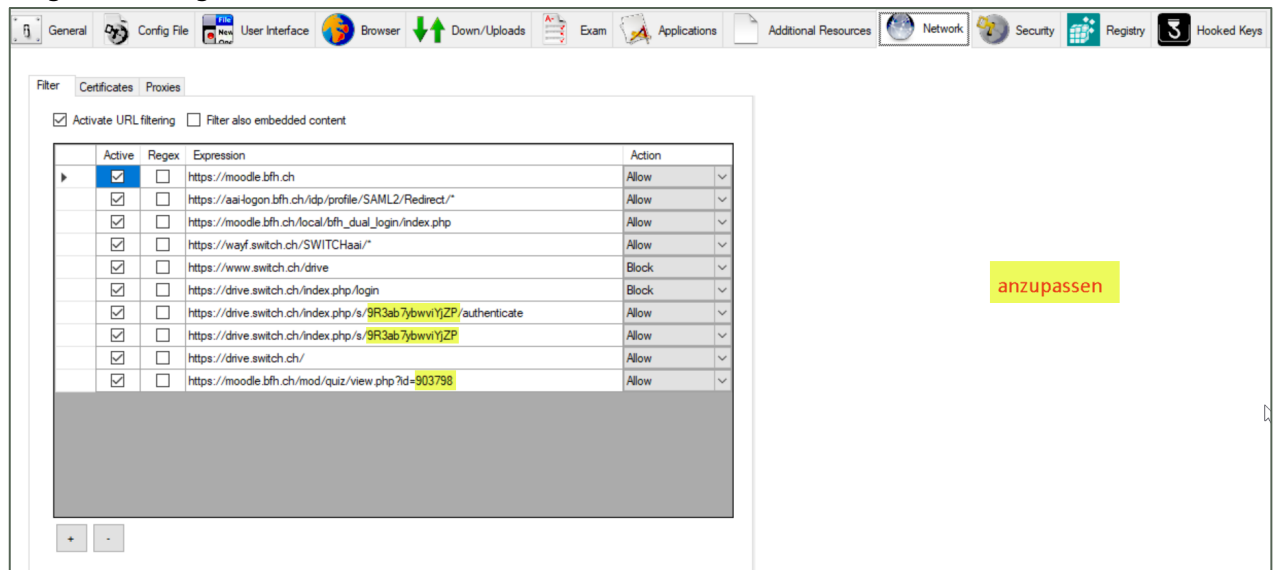 General Config File User Interface Browser Down/Uploads Exam Applications Additional Resources Network Security Registry Hooked Keys
Filter Certificates Proxies
Activate URL filtering Filter also embedded content
Active Regex Expression Action
https://moodle.bfh.ch Allow
https://aai-logon.bfh.ch/idp/profile/SAML2/Redirect/* Allow
https://moodle.bfh.ch/local/bfh_dual_login/index.php Allow
https://wayf.switch.ch/SWITCHaai/* Allow
https://www.switch.ch/drive Block
https://drive.switch.ch/index.php/login Block
anzupassen
https://drive.switch.ch/index.php/s/9R3ab7ybwviYjZP/authenticate Allow
https://drive.switch.ch/index.php/s/9R3ab7ybwviYjZP Allow
https://drive.switch.ch/ Allow
https://moodle.bfh.ch/mod/quiz/view.php?id=903798 Allow
+ -